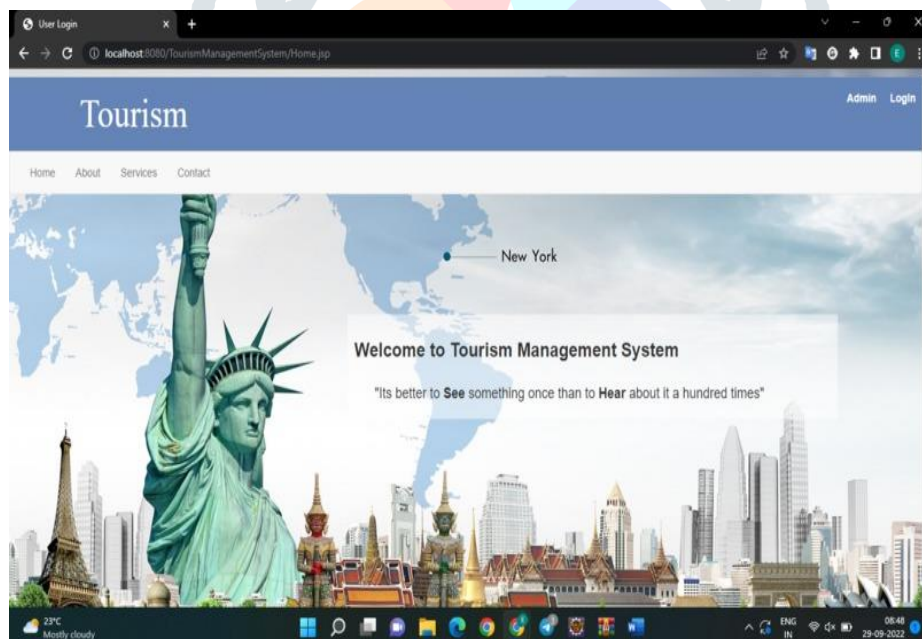 User Login
localhost:8080/TourismManagementSystem/Home.jsp
E
Admin LogIn
Tourism
Home About Services Contact
New York
Welcome to Tourism Management System
"Its better to See something once than to Hear about it a hundred times"
23°C
Mostly cloudy
ENG
08:48
29-09-2022